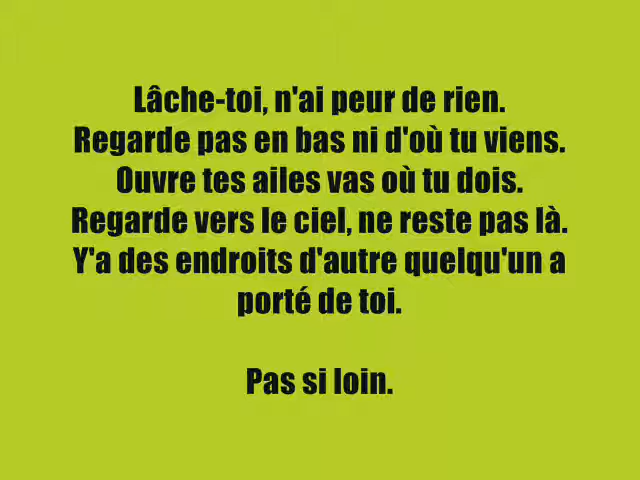 Lâche-toi, n'ai peur de rien.
Regarde pas en bas ni d'où tu viens.
Ouvre tes ailes vas où tu dois.
Regarde vers le ciel, ne reste pas là.
Y'a des endroits d'autre quelqu'un a
porté de toi.
Pas si loin.